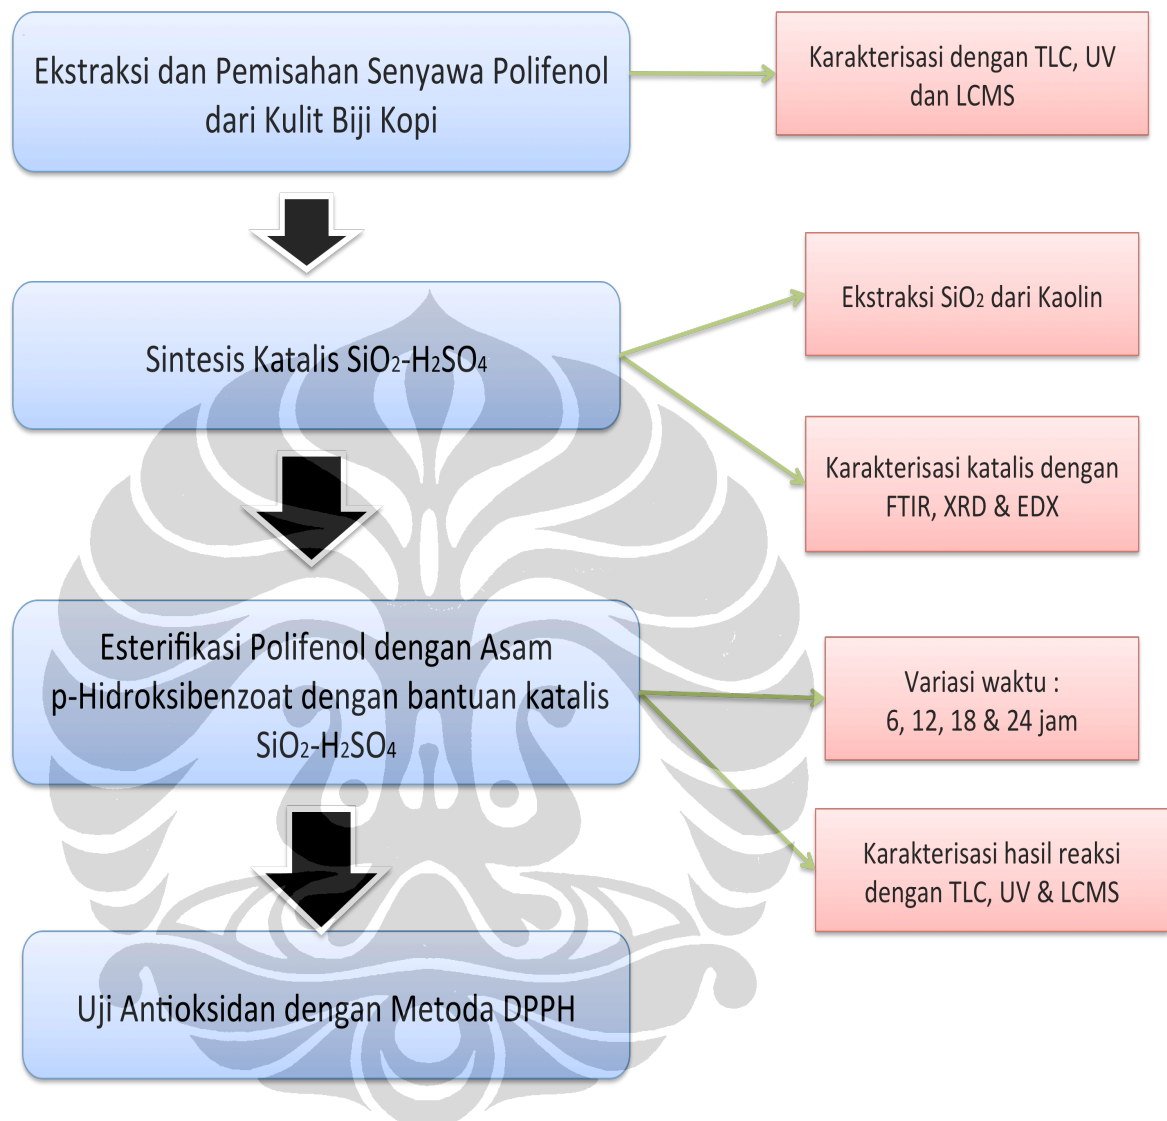 Ekstraksi dan Pemisahan Senyawa Polifenol
dari Kulit Biji Kopi
Karakterisasi dengan TLC, UV
dan LCMS
Sintesis Katalis SiO₂-H₂SO₄
Ekstraksi SiO₂ dari Kaolin
Karakterisasi katalis dengan
FTIR, XRD & EDX
Esterifikasi Polifenol dengan Asam
p-Hidroksibenzoat dengan bantuan katalis
SiO₂-H₂SO₄
Variasi waktu :
6, 12, 18 & 24 jam
Karakterisasi hasil reaksi
dengan TLC, UV & LCMS
Uji Antioksidan dengan Metoda DPPH